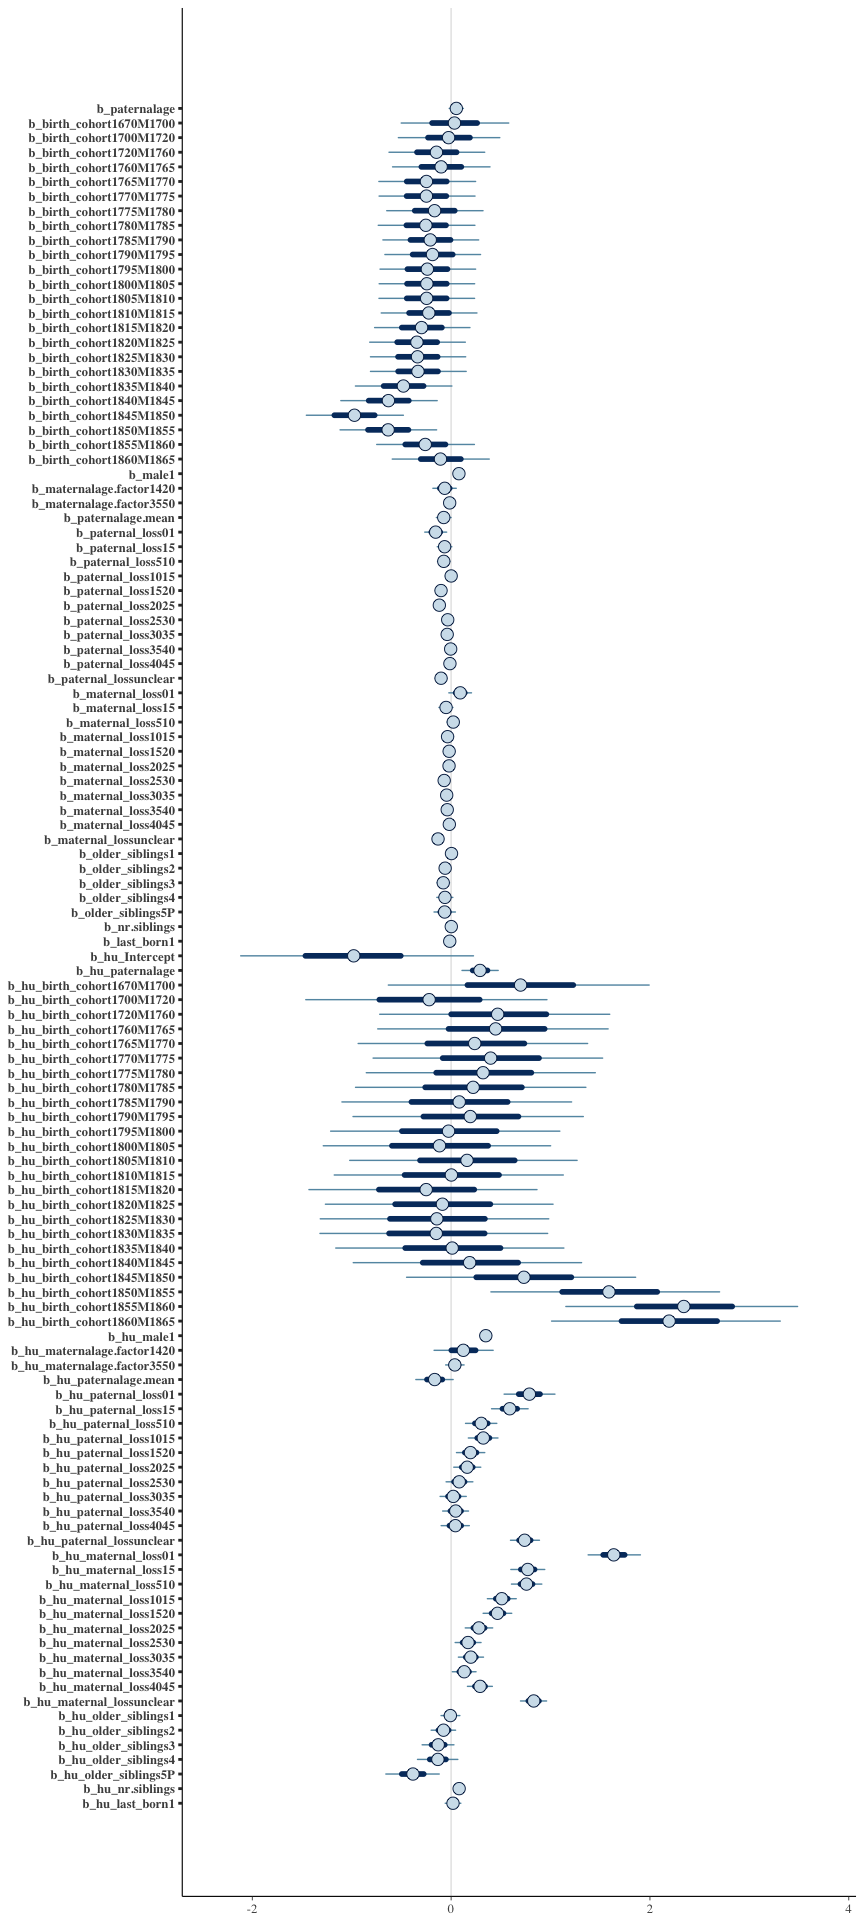 b_paternalage
b_birth_cohort1670M1700
b_birth_cohort1700M1720
b_birth_cohort1720M1760
b_birth_cohort1760M1765
b_birth_cohort1765M1770
b_birth_cohort1770M1775
b_birth_cohort1775M1780
b_birth_cohort1780M1785
b_birth_cohort1785M1790
b_birth_cohort1790M1795
b_birth_cohort1795M1800
b_birth_cohort1800M1805
b_birth_cohort1805M1810
b_birth_cohort1810M1815
b_birth_cohort1815M1820
b_birth_cohort1820M1825
b_birth_cohort1825M1830
b_birth_cohort1830M1835
b_birth_cohort1835M1840
b_birth_cohort1840M1845
b_birth_cohort1845M1850
b_birth_cohort1850M1855
b_birth_cohort1855M1860
b_birth_cohort1860M1865
b_male1
b_maternalage.factor1420
b_maternalage.factor3550
b_paternalage.mean
b_paternal_loss01
b_paternal_loss15
b_paternal_loss510
b_paternal_loss1015
b_paternal_loss1520
b_paternal_loss2025
b_paternal_loss2530
b_paternal_loss3035
b_paternal_loss3540
b_paternal_loss4045
b_paternal_lossunclear
b_maternal_loss01
b_maternal_loss15
b_maternal_loss510
b_maternal_loss1015
b_maternal_loss1520
b_maternal_loss2025
b_maternal_loss2530
b_maternal_loss3035
b_maternal_loss3540
b_maternal_loss4045
b_maternal_lossunclear
b_older_siblings1
b_older_siblings2
b_older_siblings3
b_older_siblings4
b_older_siblings5P
b_nr.siblings
b_last_born1
b_hu_Intercept
b_hu_paternalage
b_hu_birth_cohort1670M1700
b_hu_birth_cohort1700M1720
b_hu_birth_cohort1720M1760
b_hu_birth_cohort1760M1765
b_hu_birth_cohort1765M1770
b_hu_birth_cohort1770M1775
b_hu_birth_cohort1775M1780
b_hu_birth_cohort1780M1785
b_hu_birth_cohort1785M1790
b_hu_birth_cohort1790M1795
b_hu_birth_cohort1795M1800
b_hu_birth_cohort1800M1805
b_hu_birth_cohort1805M1810
b_hu_birth_cohort1810M1815
b_hu_birth_cohort1815M1820
b_hu_birth_cohort1820M1825
b_hu_birth_cohort1825M1830
b_hu_birth_cohort1830M1835
b_hu_birth_cohort1835M1840
b_hu_birth_cohort1840M1845
b_hu_birth_cohort1845M1850
b_hu_birth_cohort1850M1855
b_hu_birth_cohort1855M1860
b_hu_birth_cohort1860M1865
b_hu_male1
b_hu_maternalage.factor1420
b_hu_maternalage.factor3550
b_hu_paternalage.mean
b_hu_paternal_loss01
b_hu_paternal_loss15
b_hu_paternal_loss510
b_hu_paternal_loss1015
b_hu_paternal_loss1520
b_hu_paternal_loss2025
b_hu_paternal_loss2530
b_hu_paternal_loss3035
b_hu_paternal_loss3540
b_hu_paternal_loss4045
b_hu_paternal_lossunclear
b_hu_maternal_loss01
b_hu_maternal_loss15
b_hu_maternal_loss510
b_hu_maternal_loss1015
b_hu_maternal_loss1520
b_hu_maternal_loss2025
b_hu_maternal_loss2530
b_hu_maternal_loss3035
b_hu_maternal_loss3540
b_hu_maternal_loss4045
b_hu_maternal_lossunclear
b_hu_older_siblings1
b_hu_older_siblings2
b_hu_older_siblings3
b_hu_older_siblings4
b_hu_older_siblings5P
b_hu_nr.siblings
b_hu_last_born1
-2 0 2 4